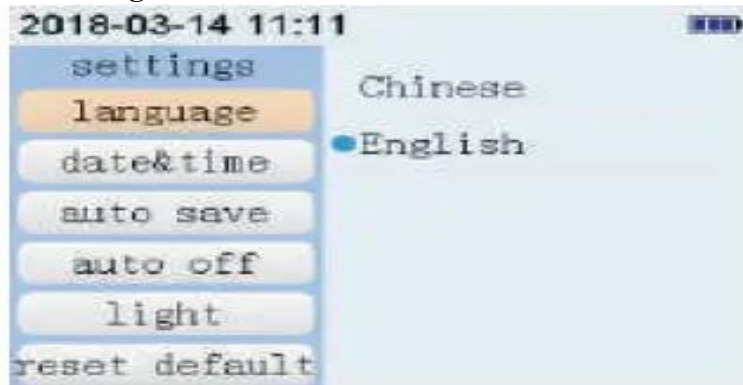 2018-03-14 11:11
settings
language
date&time
auto save
auto off
light
reset default
Chinese
English